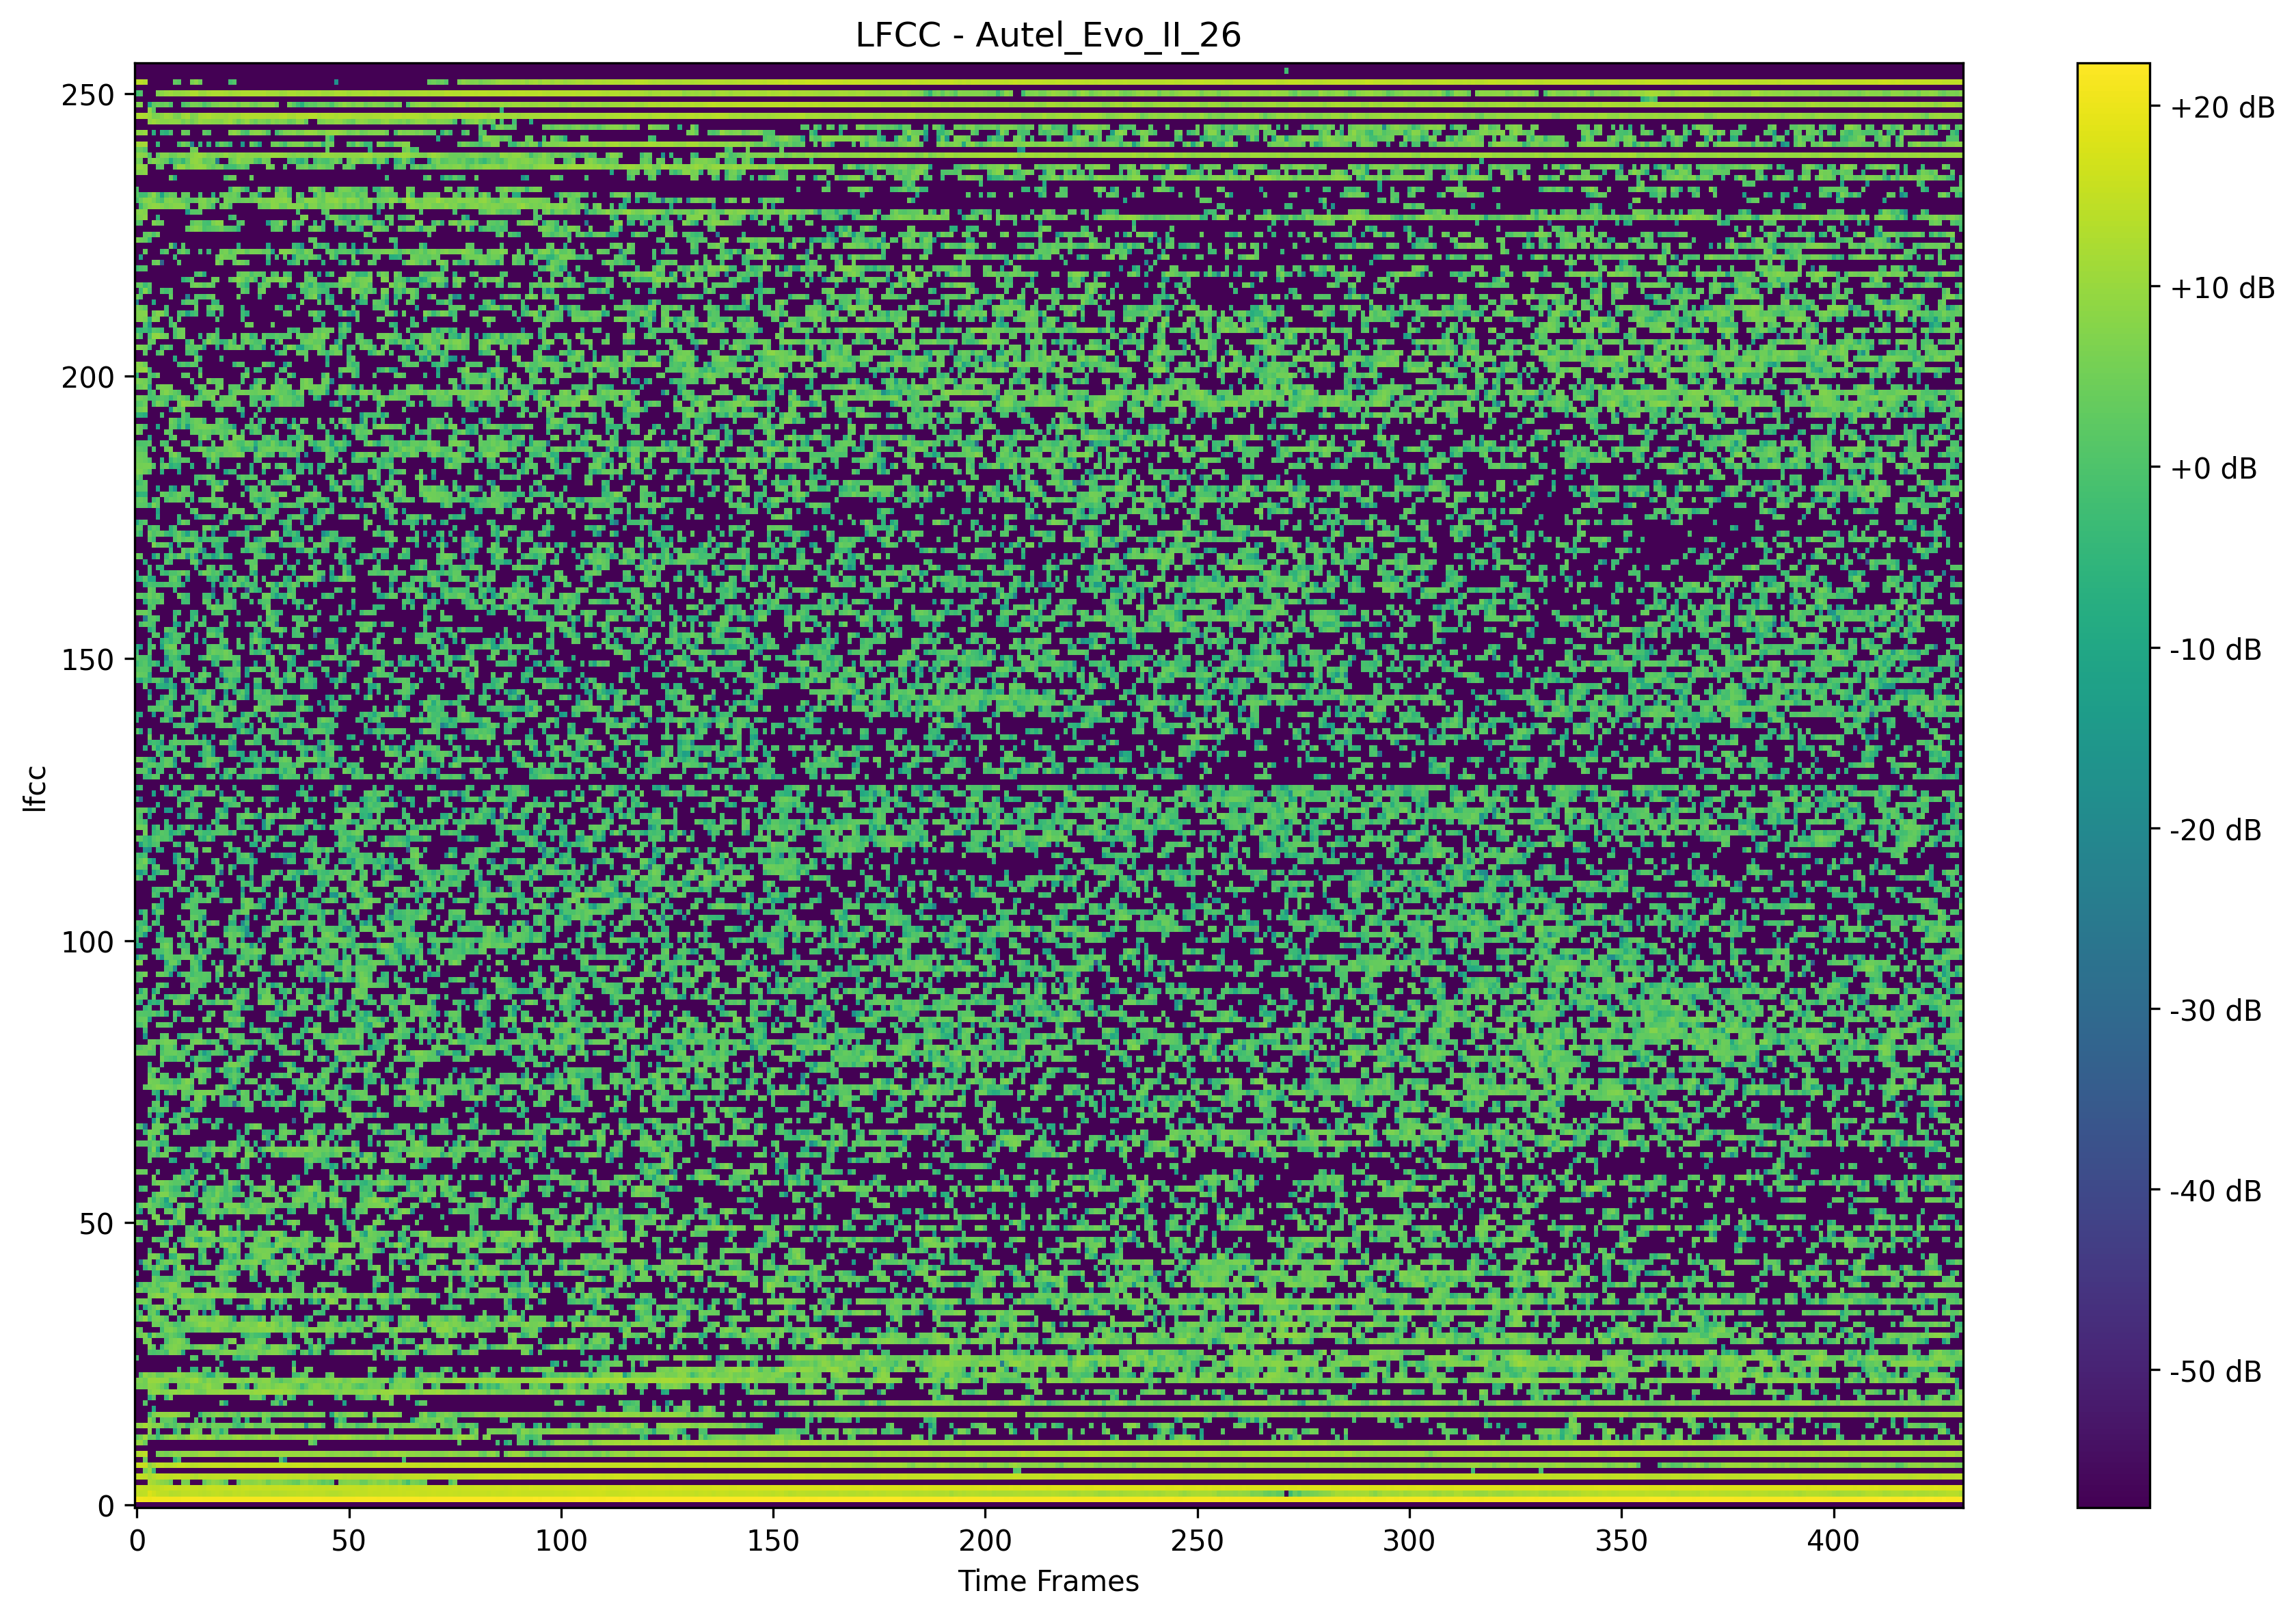 LFCC - Autel_Evo_II_26
lfcc
250
200
150
100
50
0
0 50 100 150 200 250 300 350 400
Time Frames
+20 dB
+10 dB
+0 dB
-10 dB
-20 dB
-30 dB
-40 dB
-50 dB